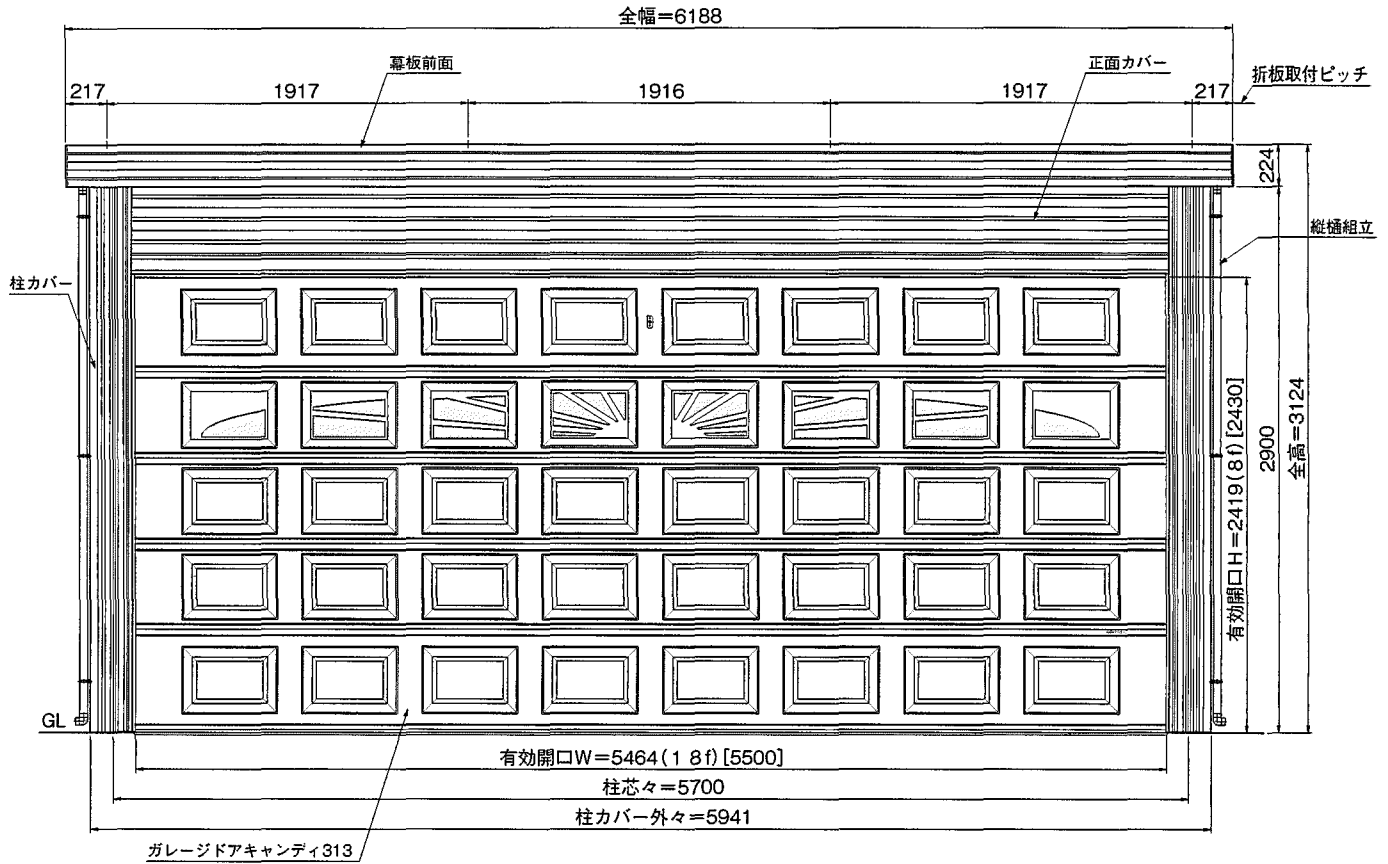 全幅=6188
幕板前面
正面カバー
折板取付ピッチ
217
1917
1916
1917
217
224
縦樋組立
柱カバー
有効開口H=2419(8f)[2430]
2900
全高=3124
GL
有効開口W=5464(18f)[5500]
柱芯々=5700
柱カバー外々=5941
ガレージドアキャンディ313